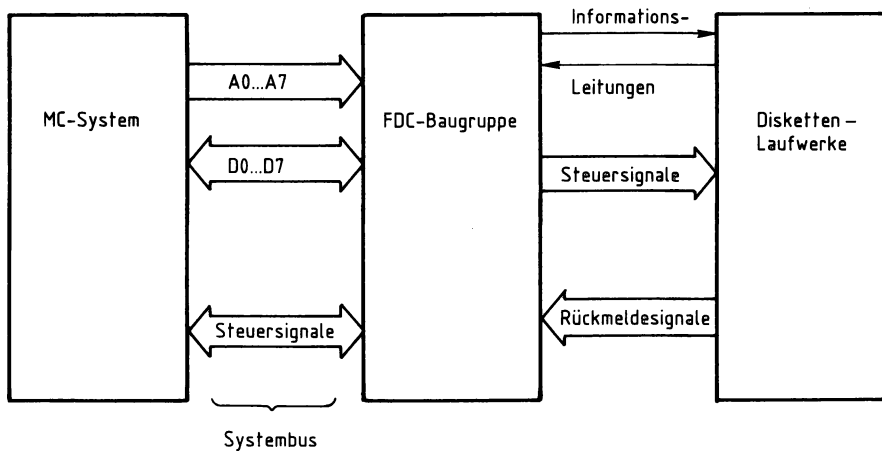 Informations-
A0...A7
Leitungen
MC-System
FDC-Baugruppe
Disketten-
Laufwerke
D0...D7
Steuersignale
Steuersignale
Rückmeldesignale
Systembus